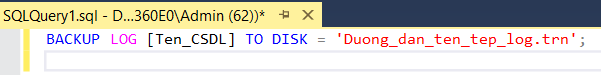 SQLQuery1.sql - D...360E0\Admin (62))*
BACKUP LOG [Ten_CSDL] TO DISK = 'Duong_dan_ten_tep_log.trn';